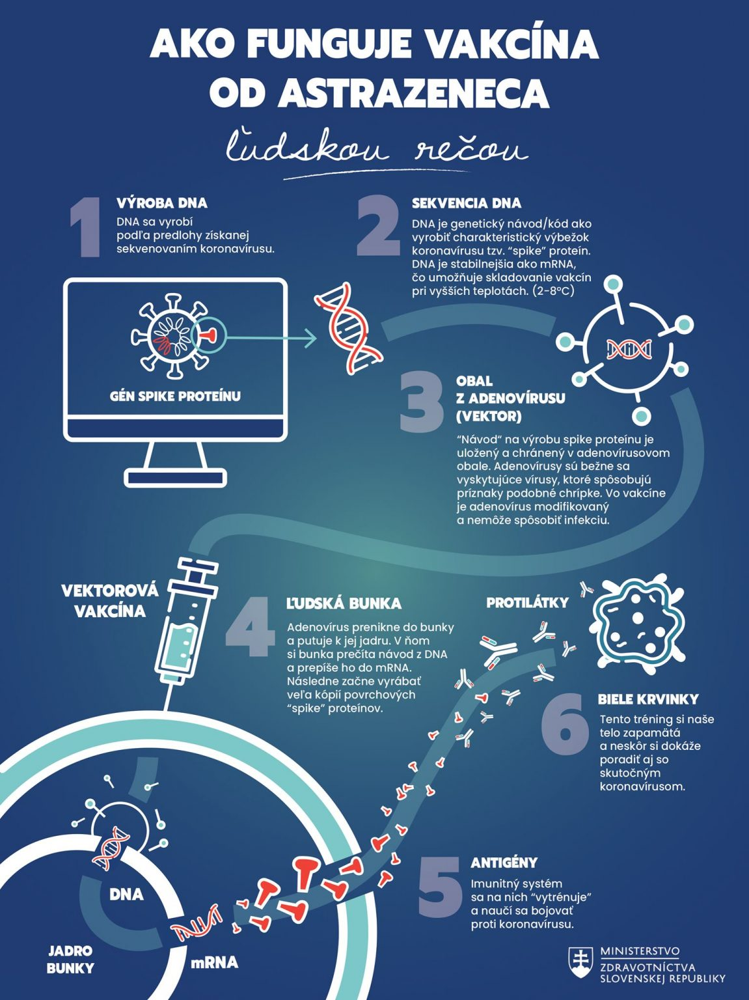 AKO FUNGUJE VAKCÍNA
OD ASTRAZENECA
ľudskou rečou
1
VÝROBA DNA
DNA sa vyrobí
podľa predlohy získanej
sekvenovaním koronavírusu.
2
SEKVENCIA DNA
DNA je genetický návod/kód ako
vyrobiť charakteristický výbežok
koronavírusu tzv. “spike” proteín.
DNA je stabilnejšia ako mRNA,
čo umožňuje skladovanie vakcín
pri vyšších teplotách. (2-8°C)
GÉN SPIKE PROTEÍNU
3
OBAL
Z ADENOVÍRUSU
(VEKTOR)
“Návod“ na výrobu spike proteínu je
uložený a chránený v adenovírusovom
obale. Adenovírusy sú bežne sa
vyskytujúce vírusy, ktoré spôsobujú
príznaky podobné chrípke. Vo vakcíne
je adenovírus modifikovaný
a nemôže spôsobiť infekciu.
VEKTOROVÁ
VAKCÍNA
4
ĽUDSKÁ BUNKA
Adenovírus prenikne do bunky
a putuje k jej jadru. V ňom
si bunka prečíta návod z DNA
a prepíše ho do mRNA.
Následne začne vyrábať
veľa kópií povrchových
“spike” proteínov.
PROTILÁTKY
6
BIELE KRVINKY
Tento tréning si naše
telo zapamätá
a neskôr si dokáže
poradiť aj so
skutočným
koronavírusom.
5
ANTIGÉNY
Imunitný systém
sa na nich “vytrénuje”
a naučí sa bojovať
proti koronavírusu.
DNA
JADRO
BUNKY
mRNA
MINISTERSTVO
ZDRAVOTNÍCTVA
SLOVENSKEJ REPUBLIKY